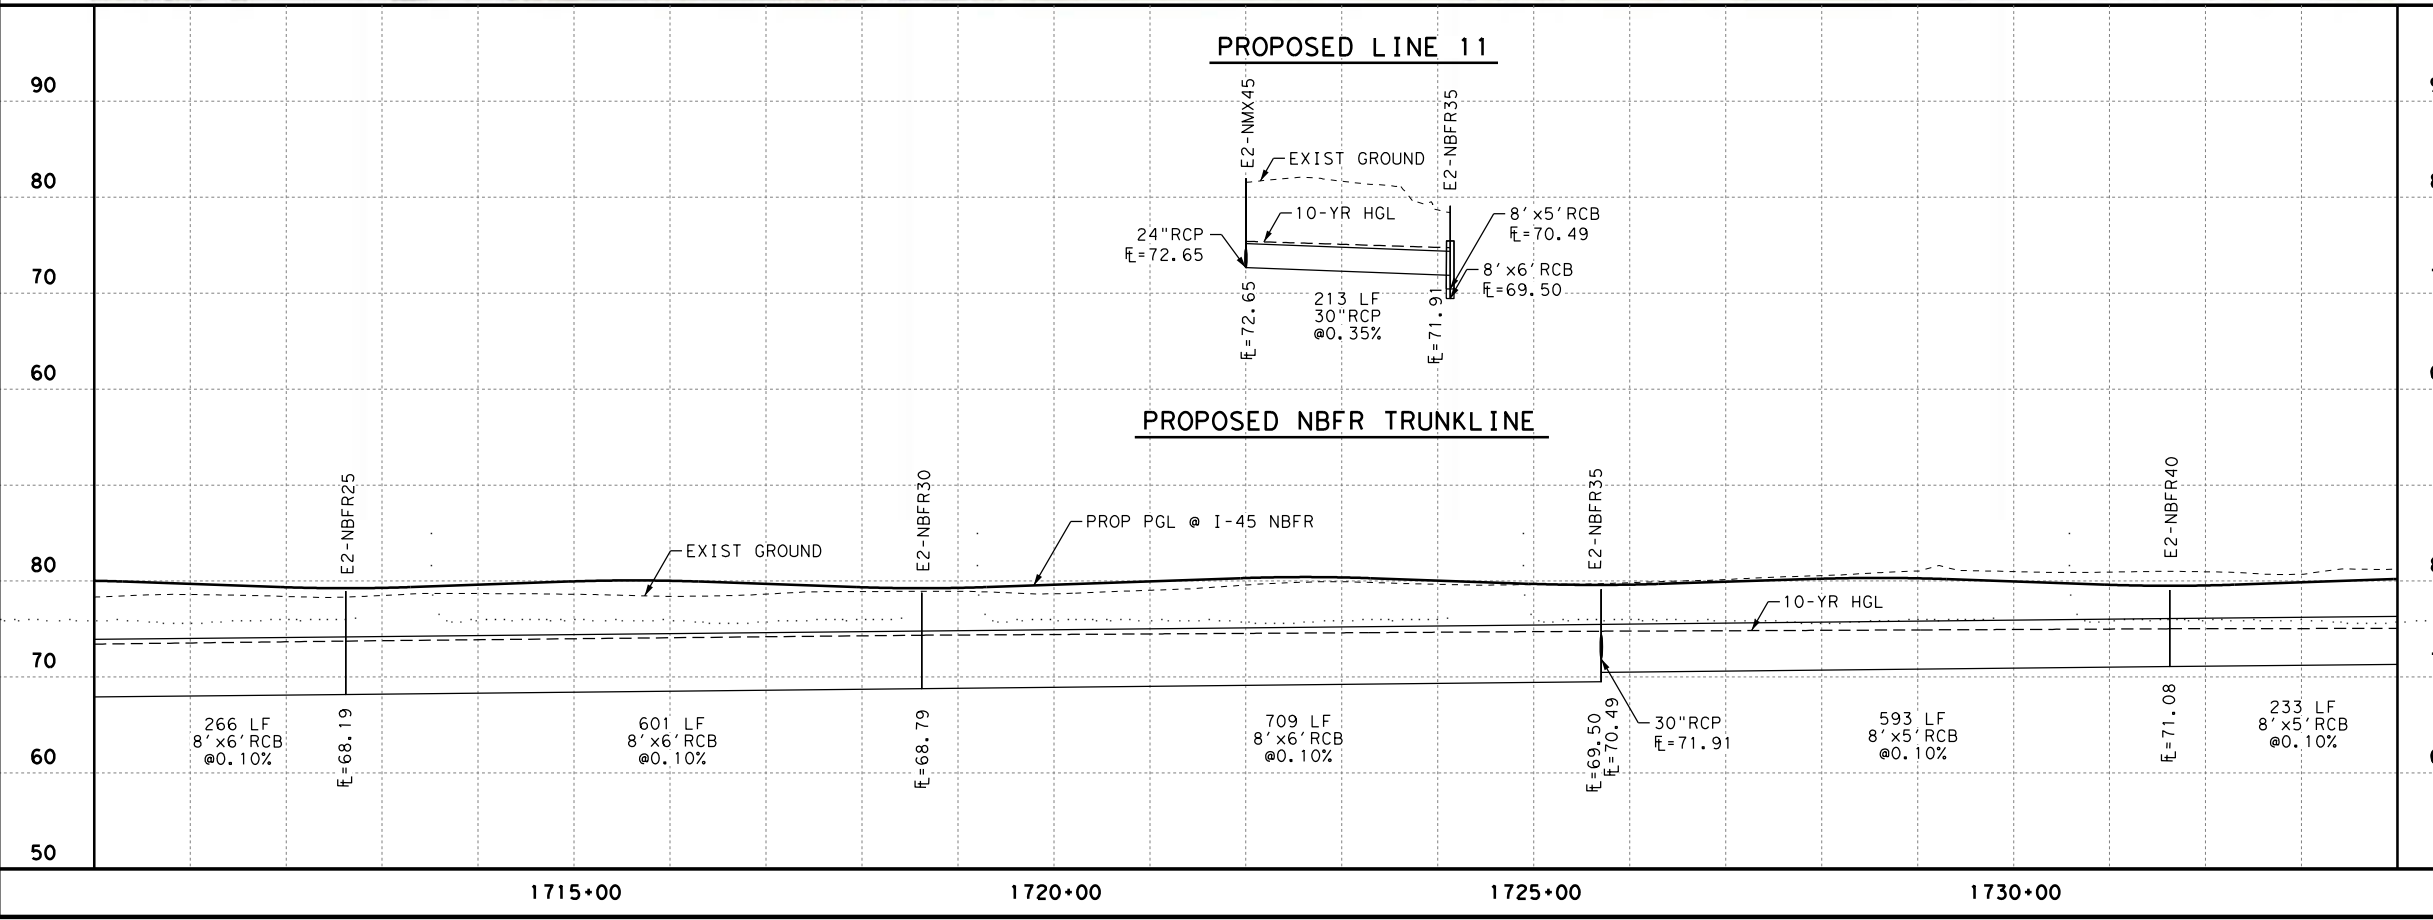 PROPOSED LINE 11
90
E2-NMX45
E2-NBFR35
EXIST GROUND
80
10-YR HGL
8'x5'RCB
FL=70.49
24"RCP
FL=72.65
70
8'x6'RCB
FL=69.50
FL=72.65
213 LF
30"RCP
@0.35%
FL=71.91
60
PROPOSED NBFR TRUNKLINE
E2-NBFR25
E2-NBFR30
E2-NBFR35
E2-NBFR40
PROP PGL @ I-45 NBFR
EXIST GROUND
80
10-YR HGL
70
266 LF
8'x6'RCB
@0.10%
FL=68.19
601 LF
8'x6'RCB
@0.10%
FL=68.79
709 LF
8'x6'RCB
@0.10%
FL=69.50
FL=70.49
30"RCP
FL=71.91
593 LF
8'x5'RCB
@0.10%
FL=71.08
233 LF
8'x5'RCB
@0.10%
60
50
1715+00
1720+00
1725+00
1730+00